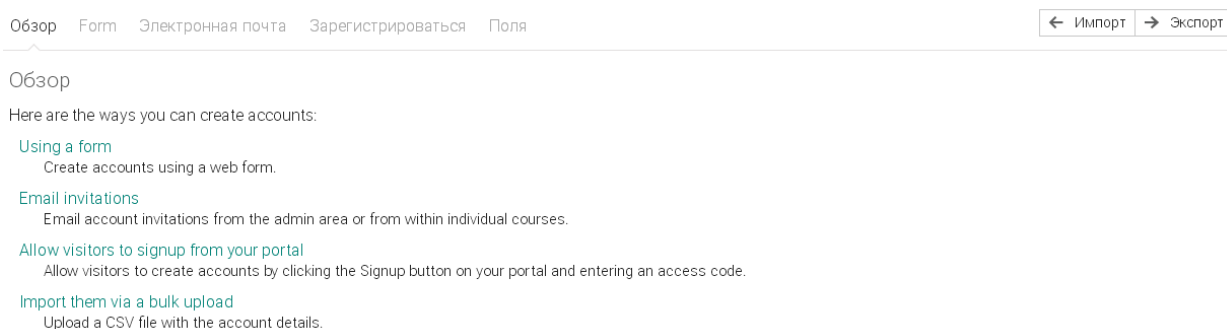 Обзор Form Электронная почта Зарегистрироваться Поля ← Импорт → Экспорт
Обзор
Here are the ways you can create accounts:
Using a form
Create accounts using a web form.
Email invitations
Email account invitations from the admin area or from within individual courses.
Allow visitors to signup from your portal
Allow visitors to create accounts by clicking the Signup button on your portal and entering an access code.
Import them via a bulk upload
Upload a CSV file with the account details.